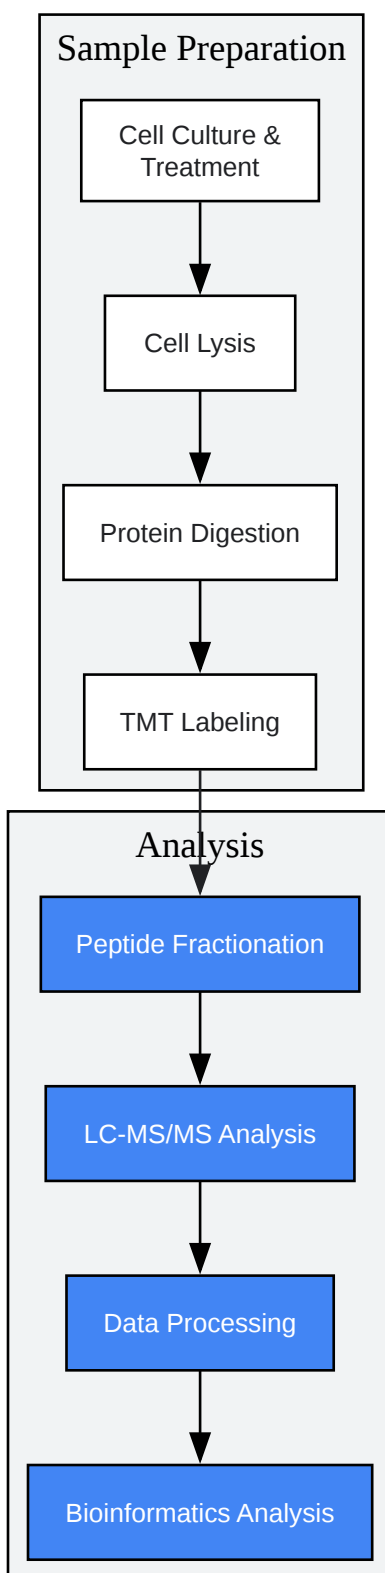 Sample Preparation
Cell Culture &
Treatment
Cell Lysis
Protein Digestion
TMT Labeling
Analysis
Peptide Fractionation
LC-MS/MS Analysis
Data Processing
Bioinformatics Analysis